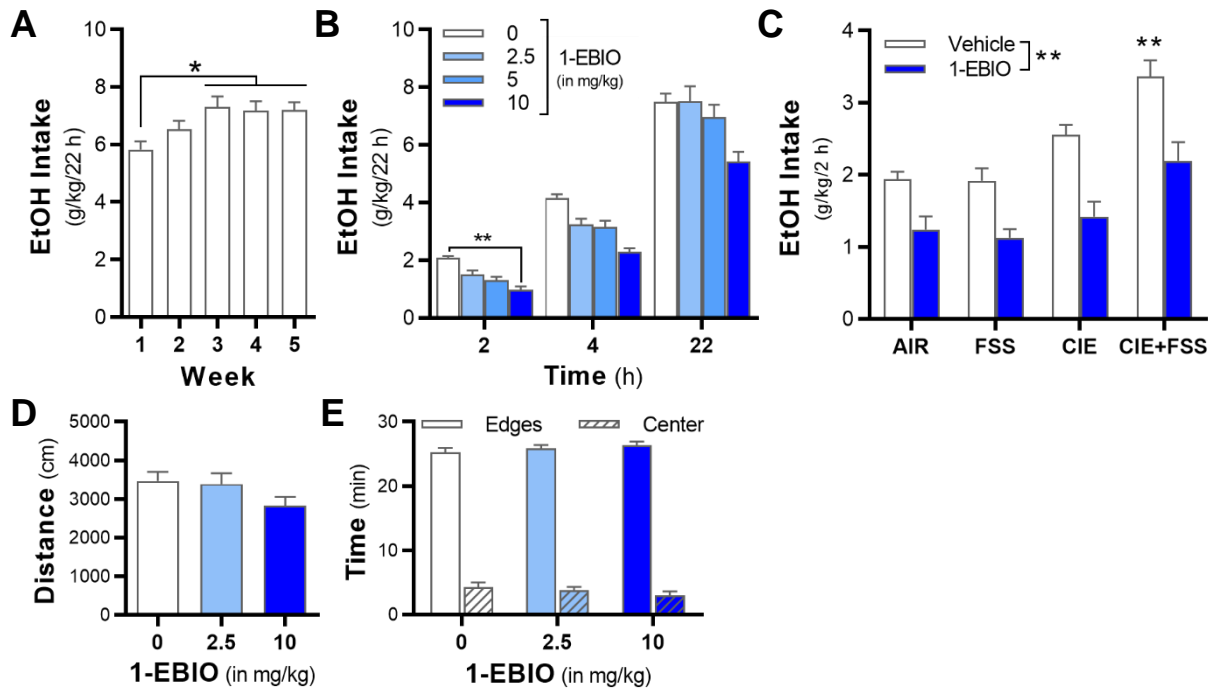 A
EtOH Intake
(g/kg/22 h)
10
8
6
4
2
0
*
1 2 3 4 5
Week
B
EtOH Intake
(g/kg/22 h)
10
8
6
4
2
0
0
2.5
5
10
1-EBIO
(in mg/kg)
**
2 4 22
Time (h)
C
EtOH Intake
(g/kg/2 h)
4
3
2
1
0
Vehicle
1-EBIO
**
**
AIR FSS CIE CIE+FSS
D
Distance (cm)
5000
4000
3000
2000
1000
0
0 2.5 10
1-EBIO (in mg/kg)
E
Time (min)
30
20
10
0
Edges Center
0 2.5 10
1-EBIO (in mg/kg)